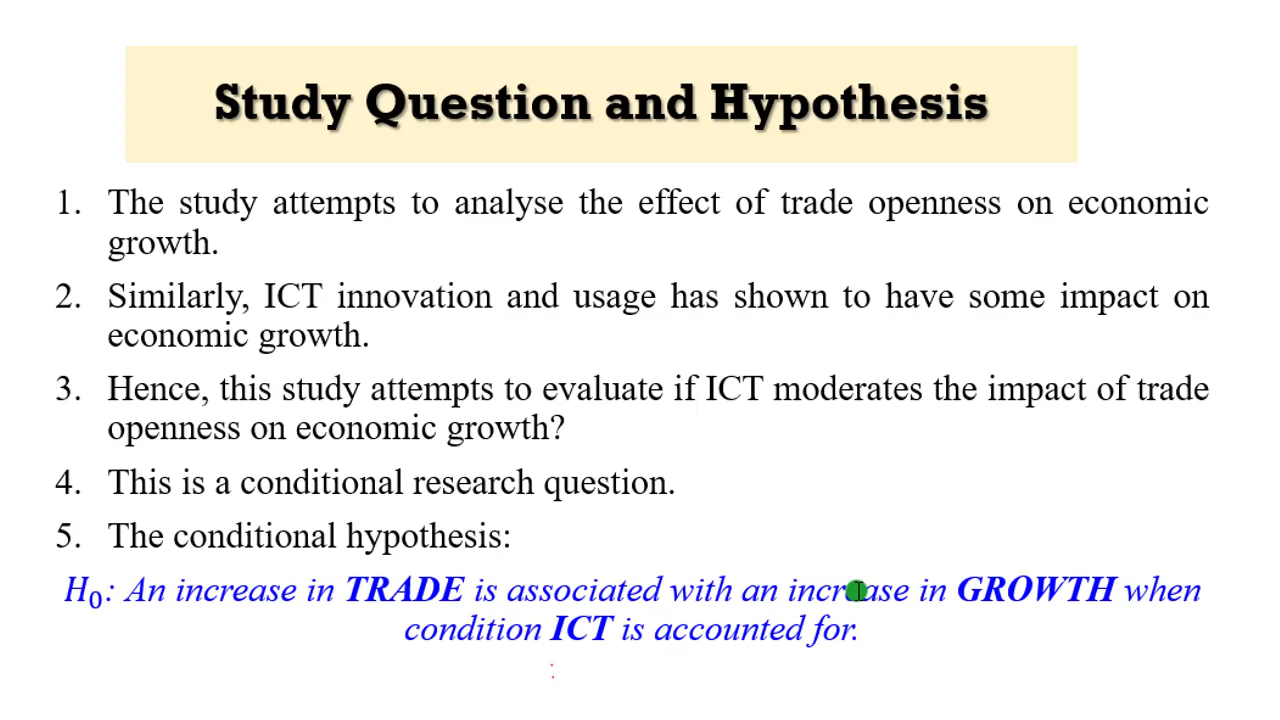 Study Question and Hypothesis
1. The study attempts to analyse the effect of trade openness on economic
growth.
2. Similarly, ICT innovation and usage has shown to have some impact on
economic growth.
3. Hence, this study attempts to evaluate if ICT moderates the impact of trade
openness on economic growth?
4. This is a conditional research question.
5. The conditional hypothesis:
H₀: An increase in TRADE is associated with an increase in GROWTH when
condition ICT is accounted for.